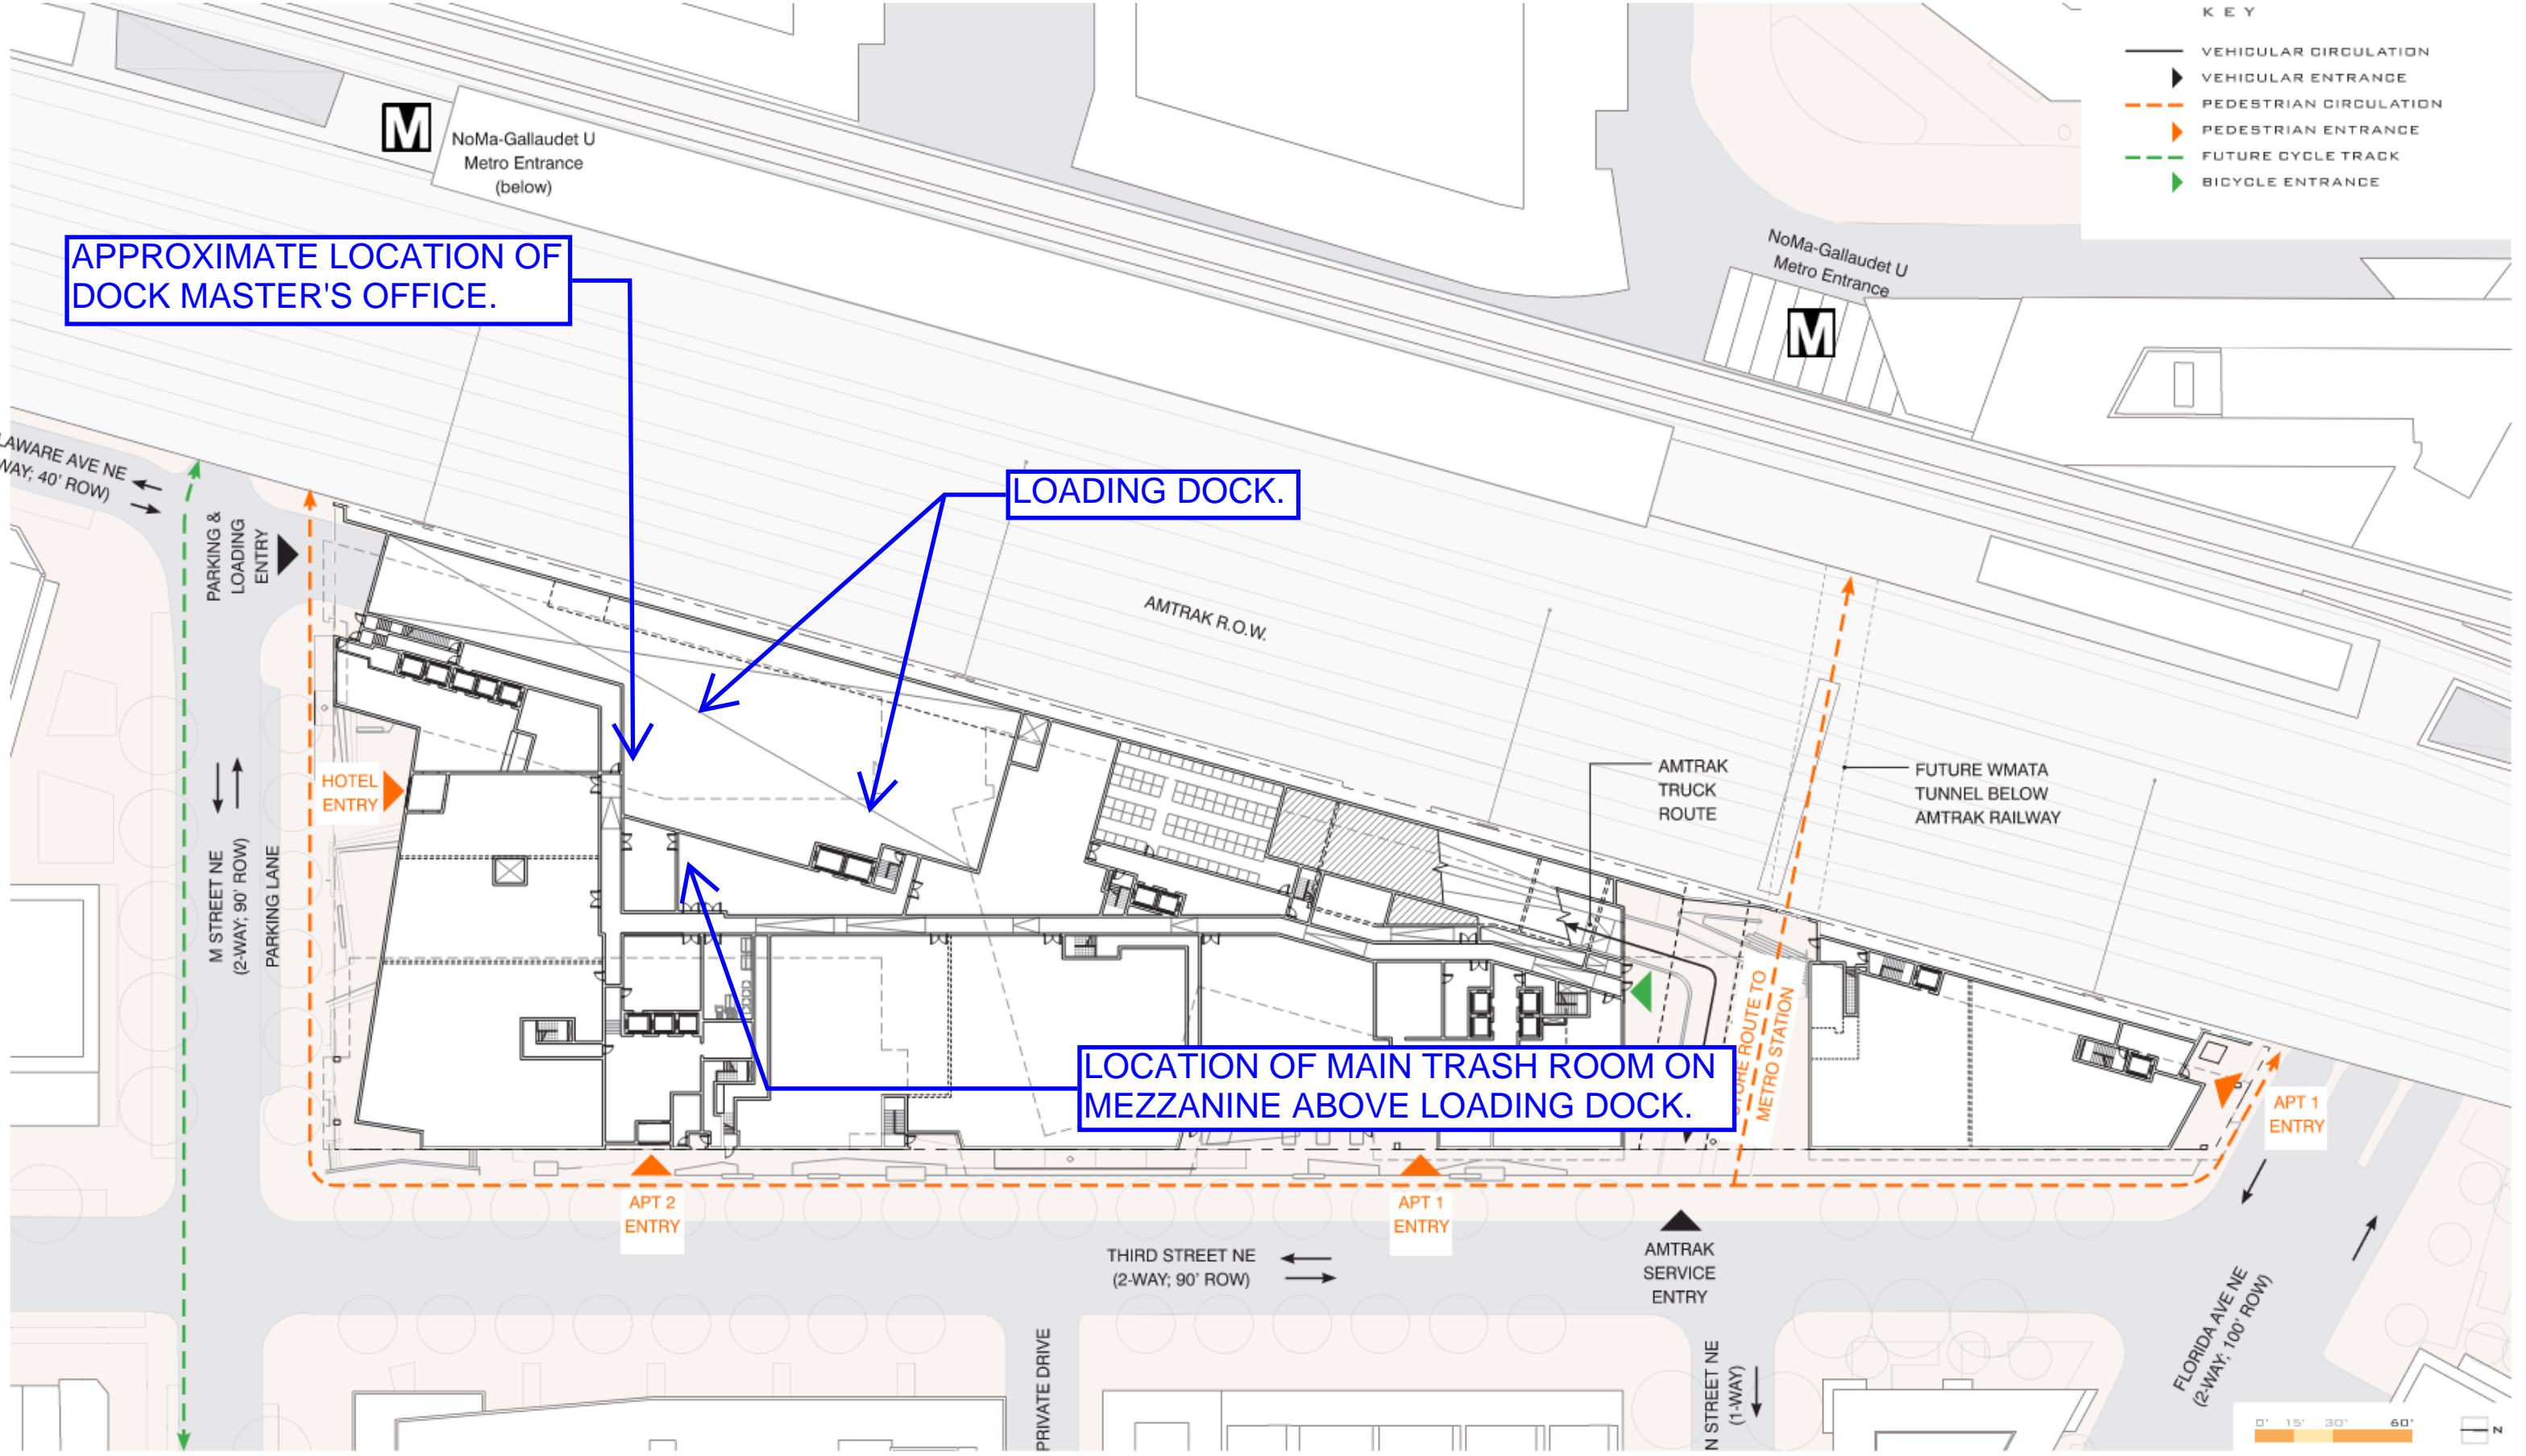 KEY
VEHICULAR CIRCULATION
VEHICULAR ENTRANCE
PEDESTRIAN CIRCULATION
PEDESTRIAN ENTRANCE
FUTURE CYCLE TRACK
BICYCLE ENTRANCE
M
NoMa-Gallaudet U
Metro Entrance
(below)
NoMa-Gallaudet U
Metro Entrance
M
APPROXIMATE LOCATION OF
DOCK MASTER'S OFFICE.
LOADING DOCK.
AVE NE
40' ROW)
PARKING &
LOADING
ENTRY
AMTRAK R.O.W.
HOTEL
ENTRY
M STREET NE
(2-WAY; 90' ROW)
PARKING LANE
AMTRAK
TRUCK
ROUTE
FUTURE WMATA
TUNNEL BELOW
AMTRAK RAILWAY
ROUTE TO
METRO STATION
LOCATION OF MAIN TRASH ROOM ON
MEZZANINE ABOVE LOADING DOCK.
APT 1
ENTRY
APT 2
ENTRY
APT 1
ENTRY
THIRD STREET NE
(2-WAY; 90' ROW)
AMTRAK
SERVICE
ENTRY
PRIVATE DRIVE
N STREET NE
(1-WAY)
FLORIDA AVE NE
(2-WAY; 100' ROW)
0' 15' 30' 60'
N